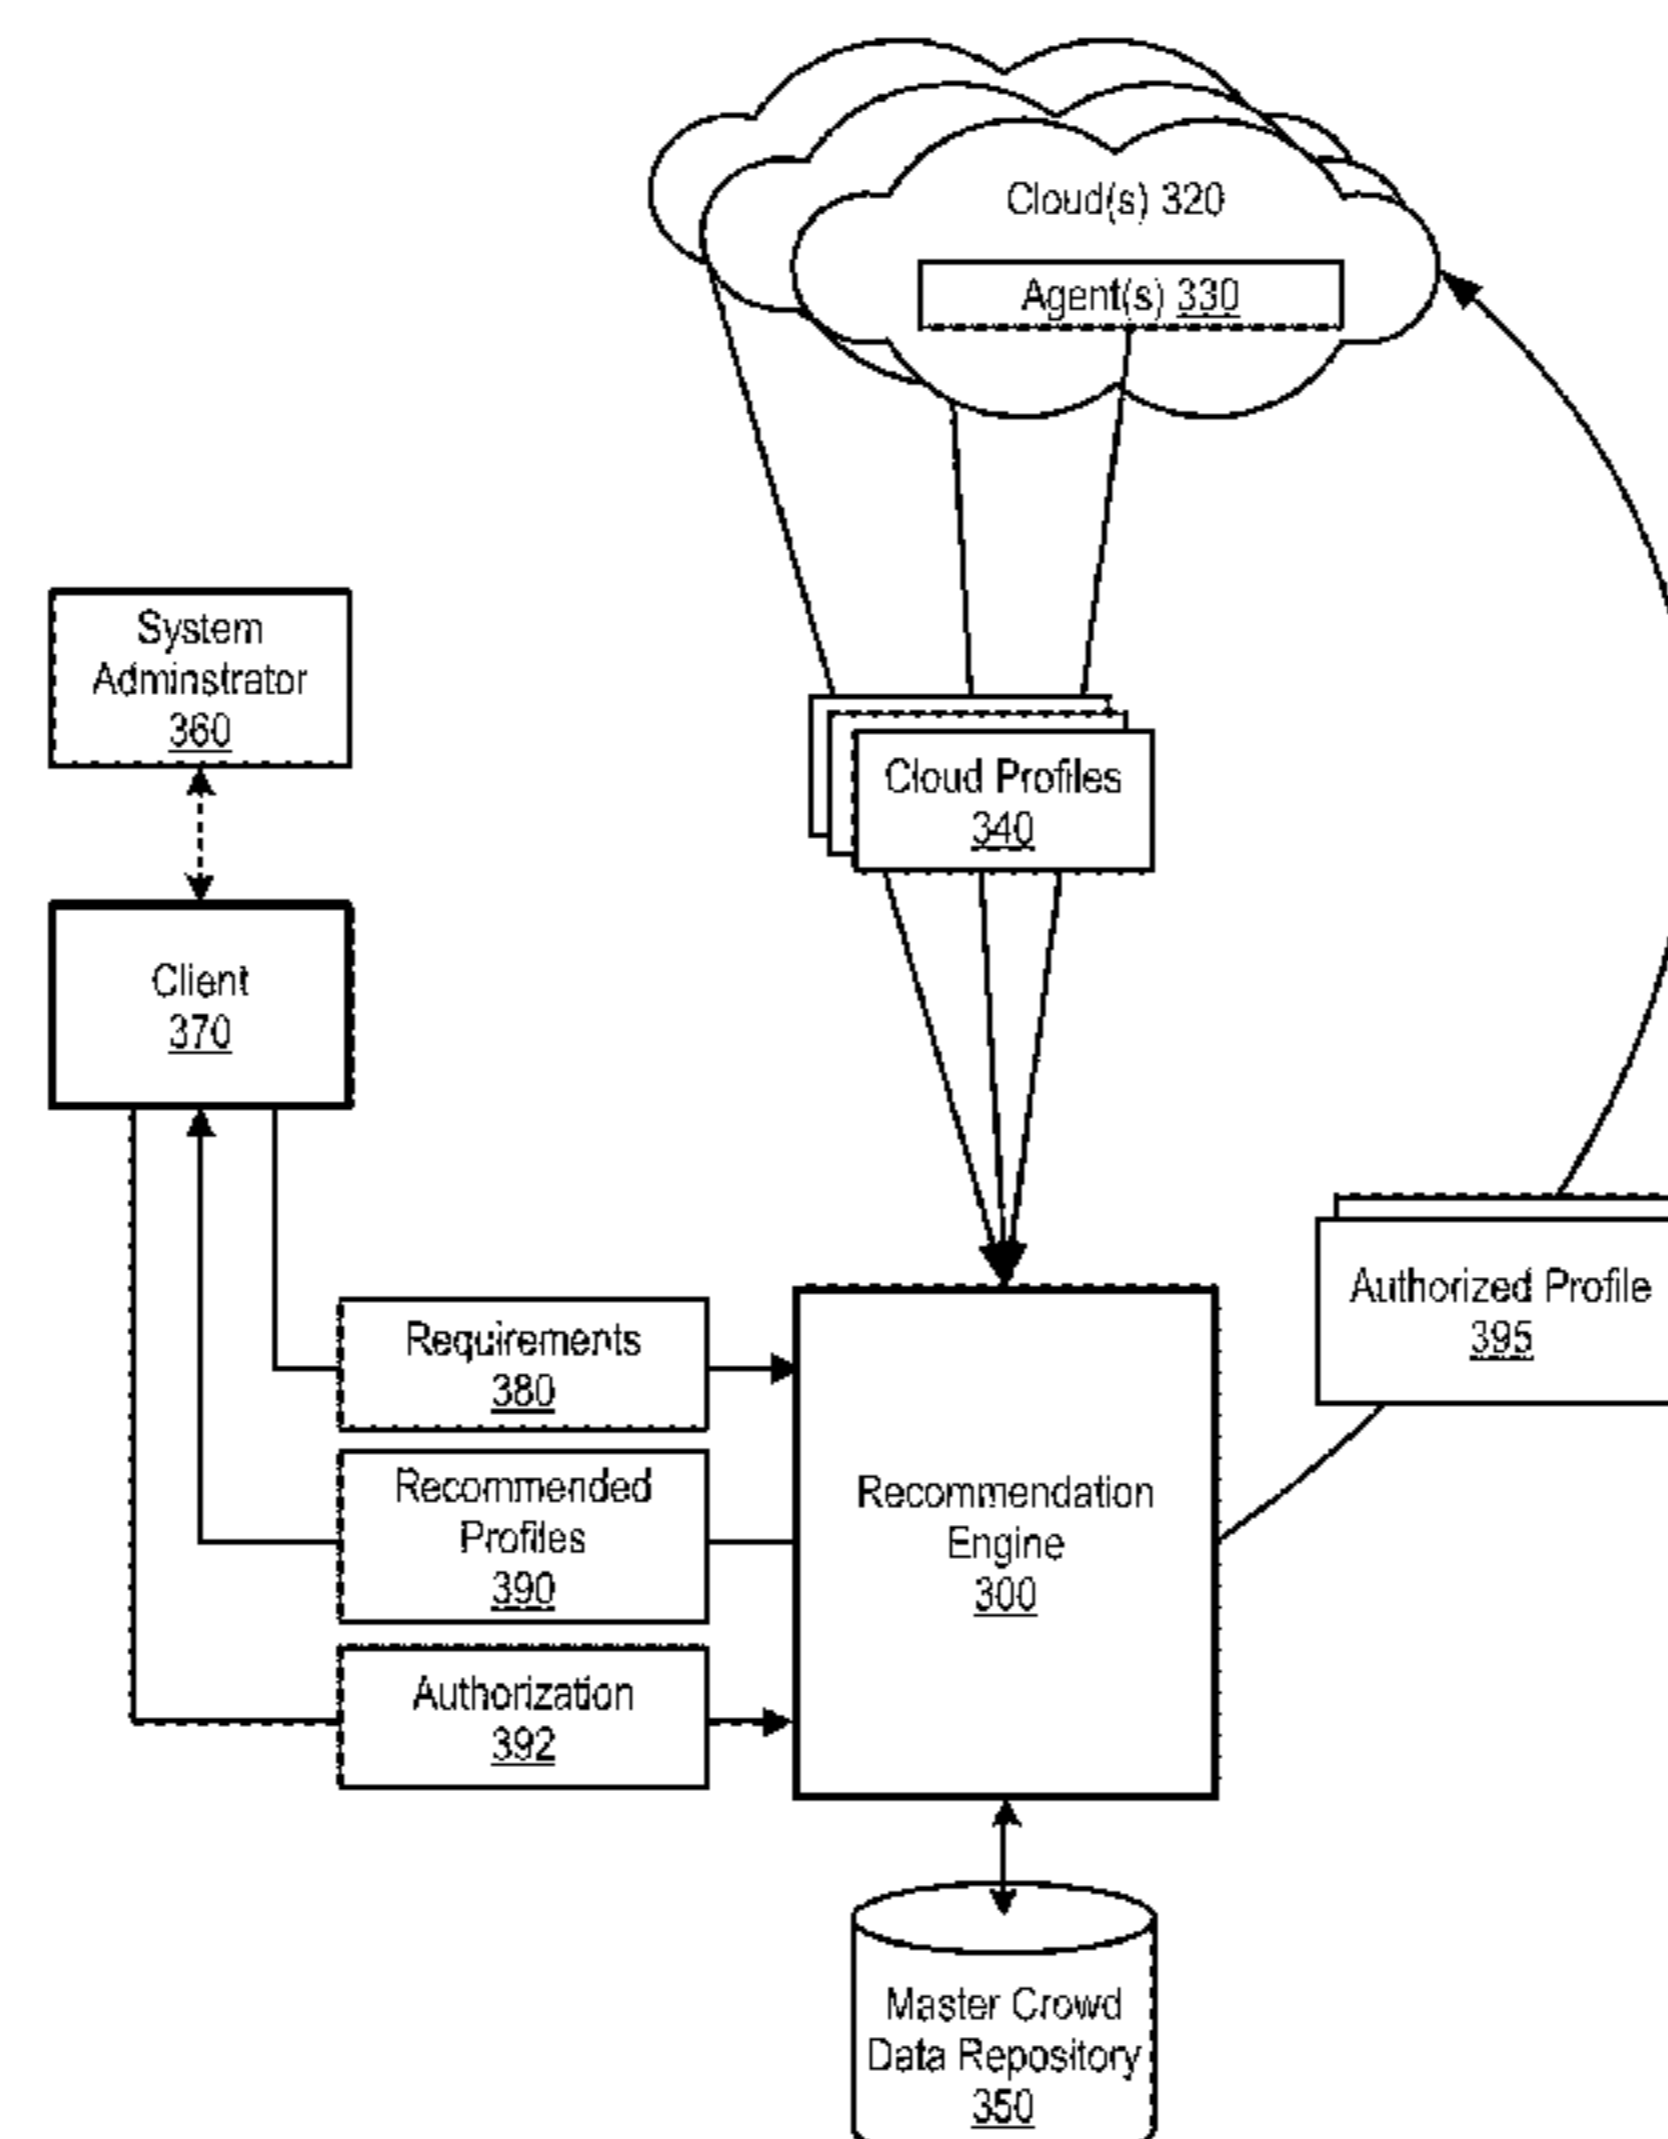 Cloud(s) 320
Agent(s) 330
System
Adminstrator
360
Cloud Profiles
340
Client
370
Authorized Profile
395
Requirements
380
Recommended
Profiles
390
Recommendation
Engine
300
Authorization
392
Master Crowd
Data Repository
350